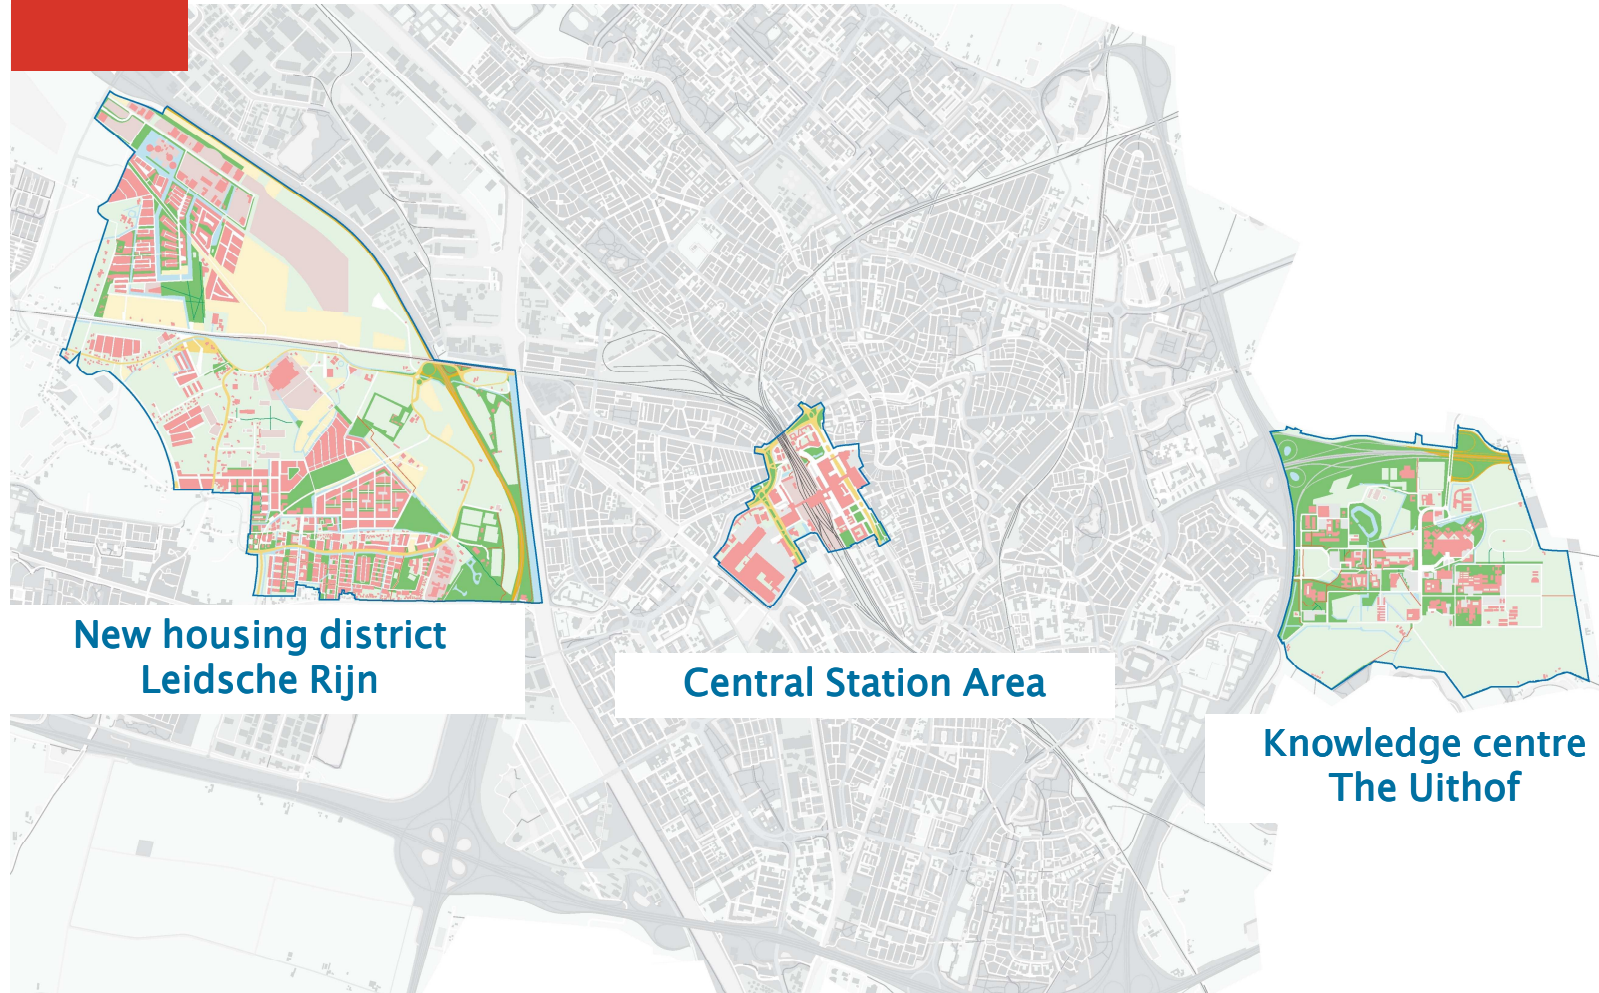 New housing district
Leidsche Rijn
Central Station Area
Knowledge centre
The Uithof